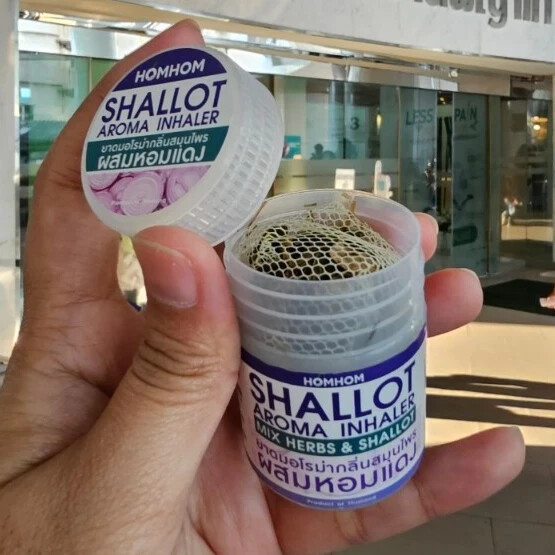 HOMHOM
SHALLOT
AROMA INHALER
ยาดมอโรม่ากลิ่นสมุนไพร
ผสมหอมแดง
LESS PAIN
HOMHOM
SHALLOT
AROMA INHALER
MIX HERBS & SHALLOT
ยาดมอโรม่ากลิ่นสมุนไพร
ผสมหอมแดง
Product of Thailand